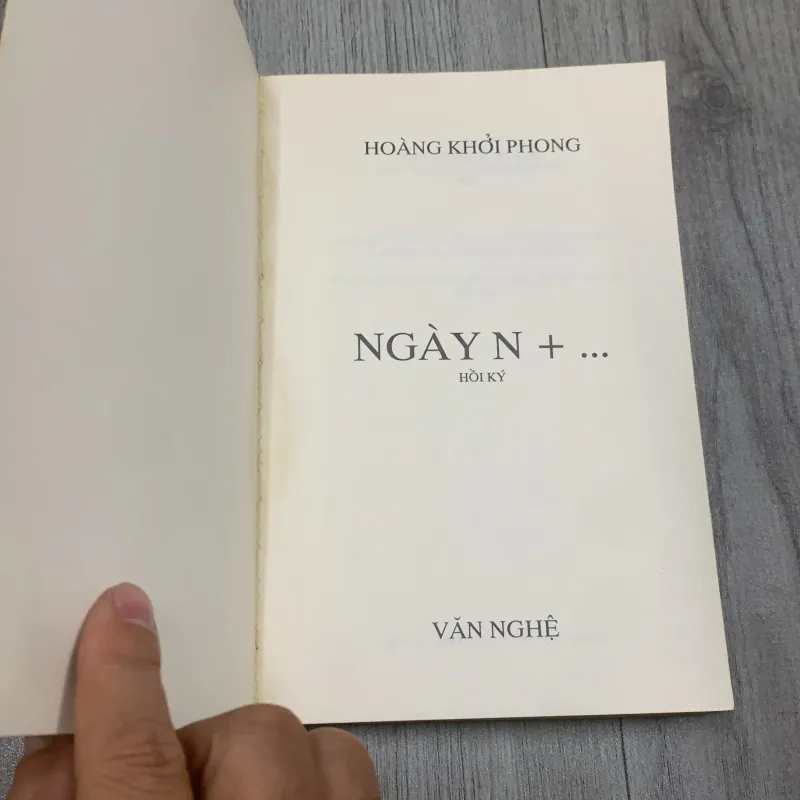 HOÀNG KHỞI PHONG
NGÀY N + ...
HỒI KÝ
VĂN NGHỆ